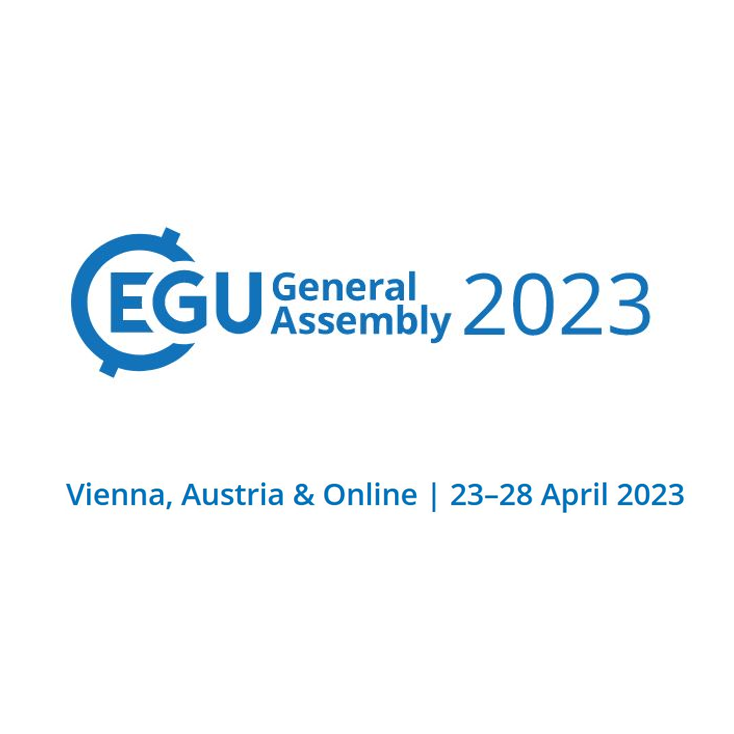 EGU General Assembly 2023
Vienna, Austria & Online | 23–28 April 2023